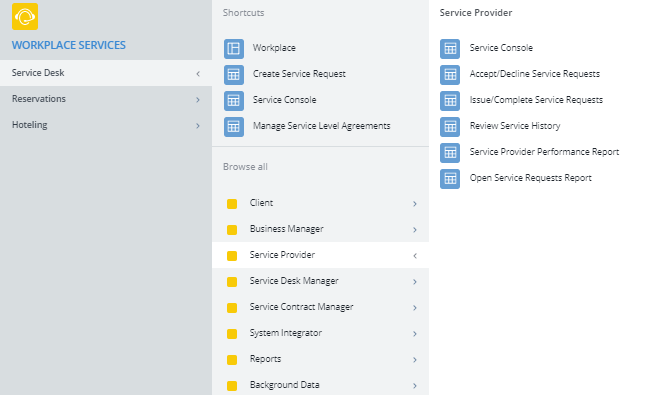 WORKPLACE SERVICES
Service Desk
Reservations
Hoteling
Shortcuts
Workplace
Create Service Request
Service Console
Manage Service Level Agreements
Browse all
Client
Business Manager
Service Provider
Service Desk Manager
Service Contract Manager
System Integrator
Reports
Background Data
Service Provider
Service Console
Accept/Decline Service Requests
Issue/Complete Service Requests
Review Service History
Service Provider Performance Report
Open Service Requests Report